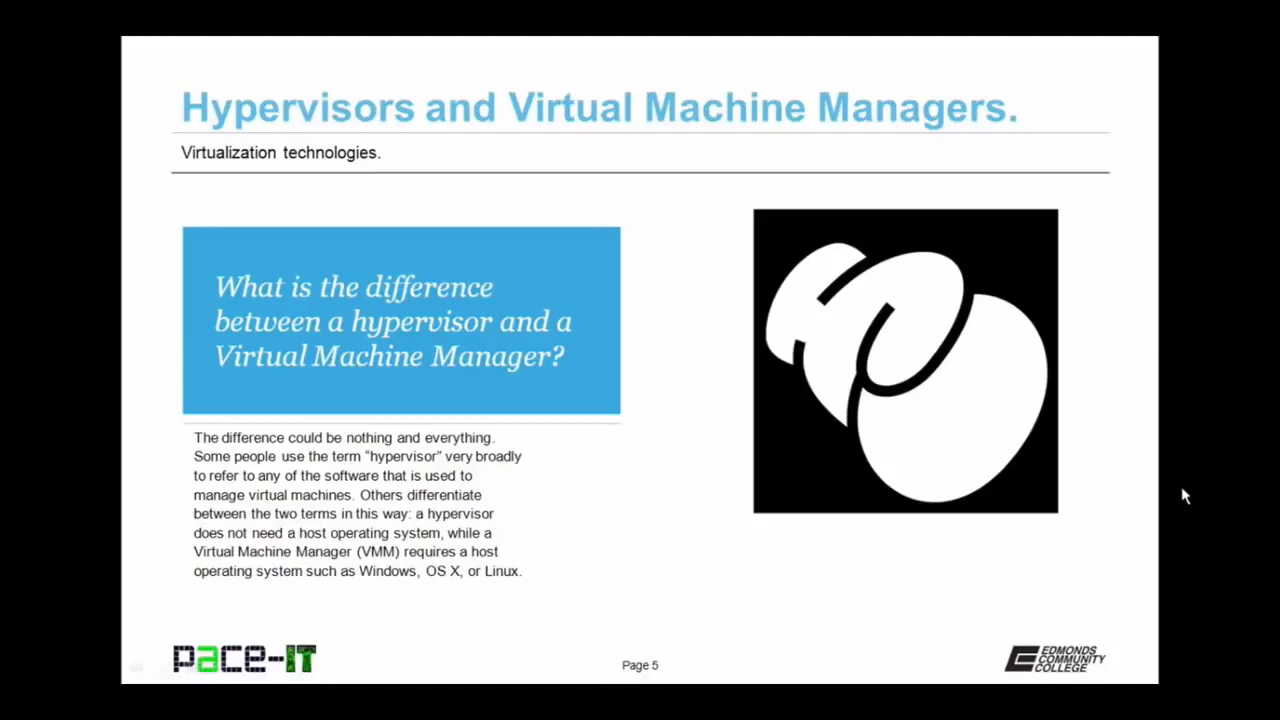 Hypervisors and Virtual Machine Managers.
Virtualization technologies.
What is the difference
between a hypervisor and a
Virtual Machine Manager?
The difference could be nothing and everything.
Some people use the term “hypervisor” very broadly
to refer to any of the software that is used to
manage virtual machines. Others differentiate
between the two terms in this way: a hypervisor
does not need a host operating system, while a
Virtual Machine Manager (VMM) requires a host
operating system such as Windows, OS X, or Linux.
pace-IT
Page 5
EDMONDS
COMMUNITY
COLLEGE